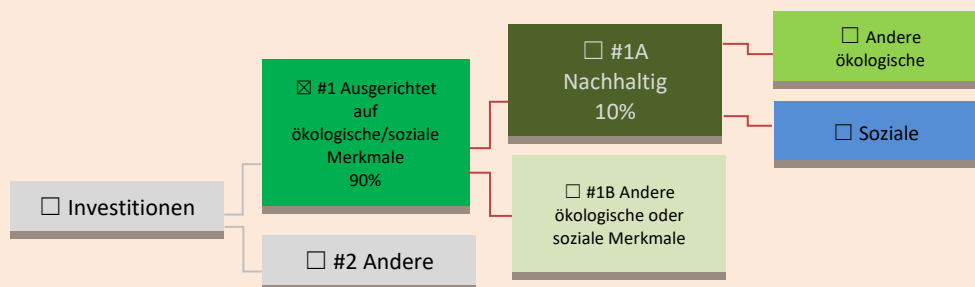 ☐ Investitionen
☒ #1 Ausgerichtet
auf
ökologische/soziale
Merkmale
90%
☐ #2 Andere
☐ #1A
Nachhaltig
10%
☐ #1B Andere
ökologische oder
soziale Merkmale
☐ Andere
ökologische
☐ Soziale